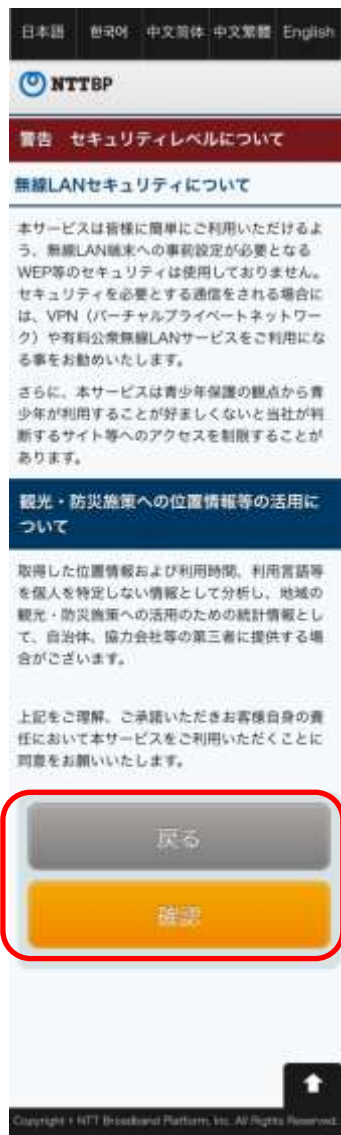 日本語 한국어 中文简体 中文繁體 English
NTTBP
警告 セキュリティレベルについて
無線LANセキュリティについて
本サービスは皆様に簡単にご利用いただけるよ
う、無線LAN端末への事前設定が必要となる
WEP等のセキュリティは使用しておりません。
セキュリティを必要とする通信をされる場合に
は、VPN（バーチャルプライベートネットワー
ク）や有料公衆無線LANサービスをご利用にな
る事をお勧めいたします。
さらに、本サービスは青少年保護の観点から青
少年が利用することが好ましくないと当社が判
断するサイト等へのアクセスを制限することが
あります。
観光・防災施策への位置情報等の活用に
ついて
取得した位置情報および利用時間、利用言語等
を個人を特定しない情報として分析し、地域の
観光・防災施策への活用のための統計情報とし
て、自治体、協力会社等の第三者に提供する場
合がございます。
上記をご理解、ご承諾いただきお客様自身の責
任において本サービスをご利用いただくことに
同意をお願いいたします。
戻る
確認
Copyright © NTT Broadband Platform, Inc. All Rights Reserved.